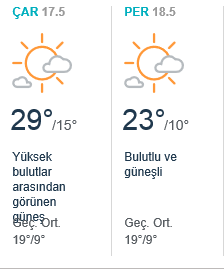 ÇAR 17.5
29°/15°
Yüksek
bulutlar
arasından
görünen
güneş
Geç. Ort.
19°/9°
PER 18.5
23°/10°
Bulutlu ve
güneşli
Geç. Ort.
19°/9°